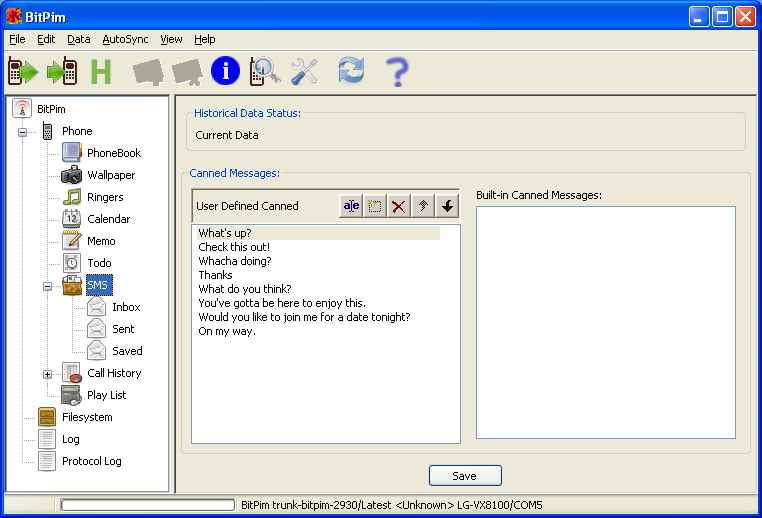 BitPim
File Edit Data AutoSync View Help
BitPim
Phone
PhoneBook
Wallpaper
Ringers
Calendar
Memo
Todo
SMS
Inbox
Sent
Saved
Call History
Play List
Filesystem
Log
Protocol Log
Historical Data Status:
Current Data
Canned Messages:
User Defined Canned
What's up?
Check this out!
Whacha doing?
Thanks
What do you think?
You've gotta be here to enjoy this.
Would you like to join me for a date tonight?
On my way.
Built-in Canned Messages:
Save
BitPim trunk-bitpim-2930/Latest <Unknown> LG-VX8100/COM5